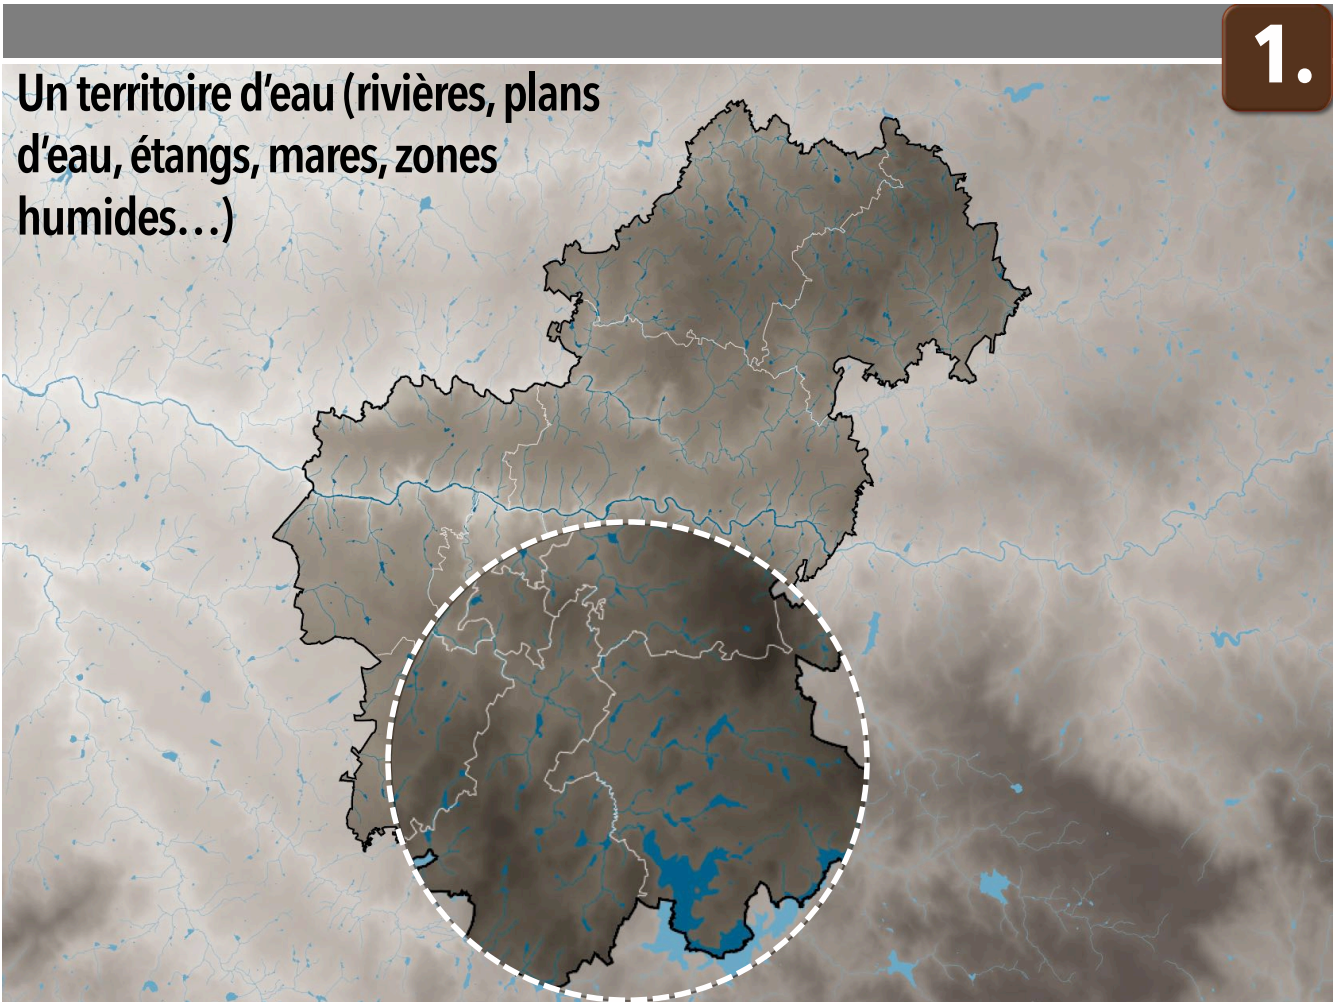 1.
Un territoire d'eau (rivières, plans
d'eau, étangs, mares, zones
humides…)